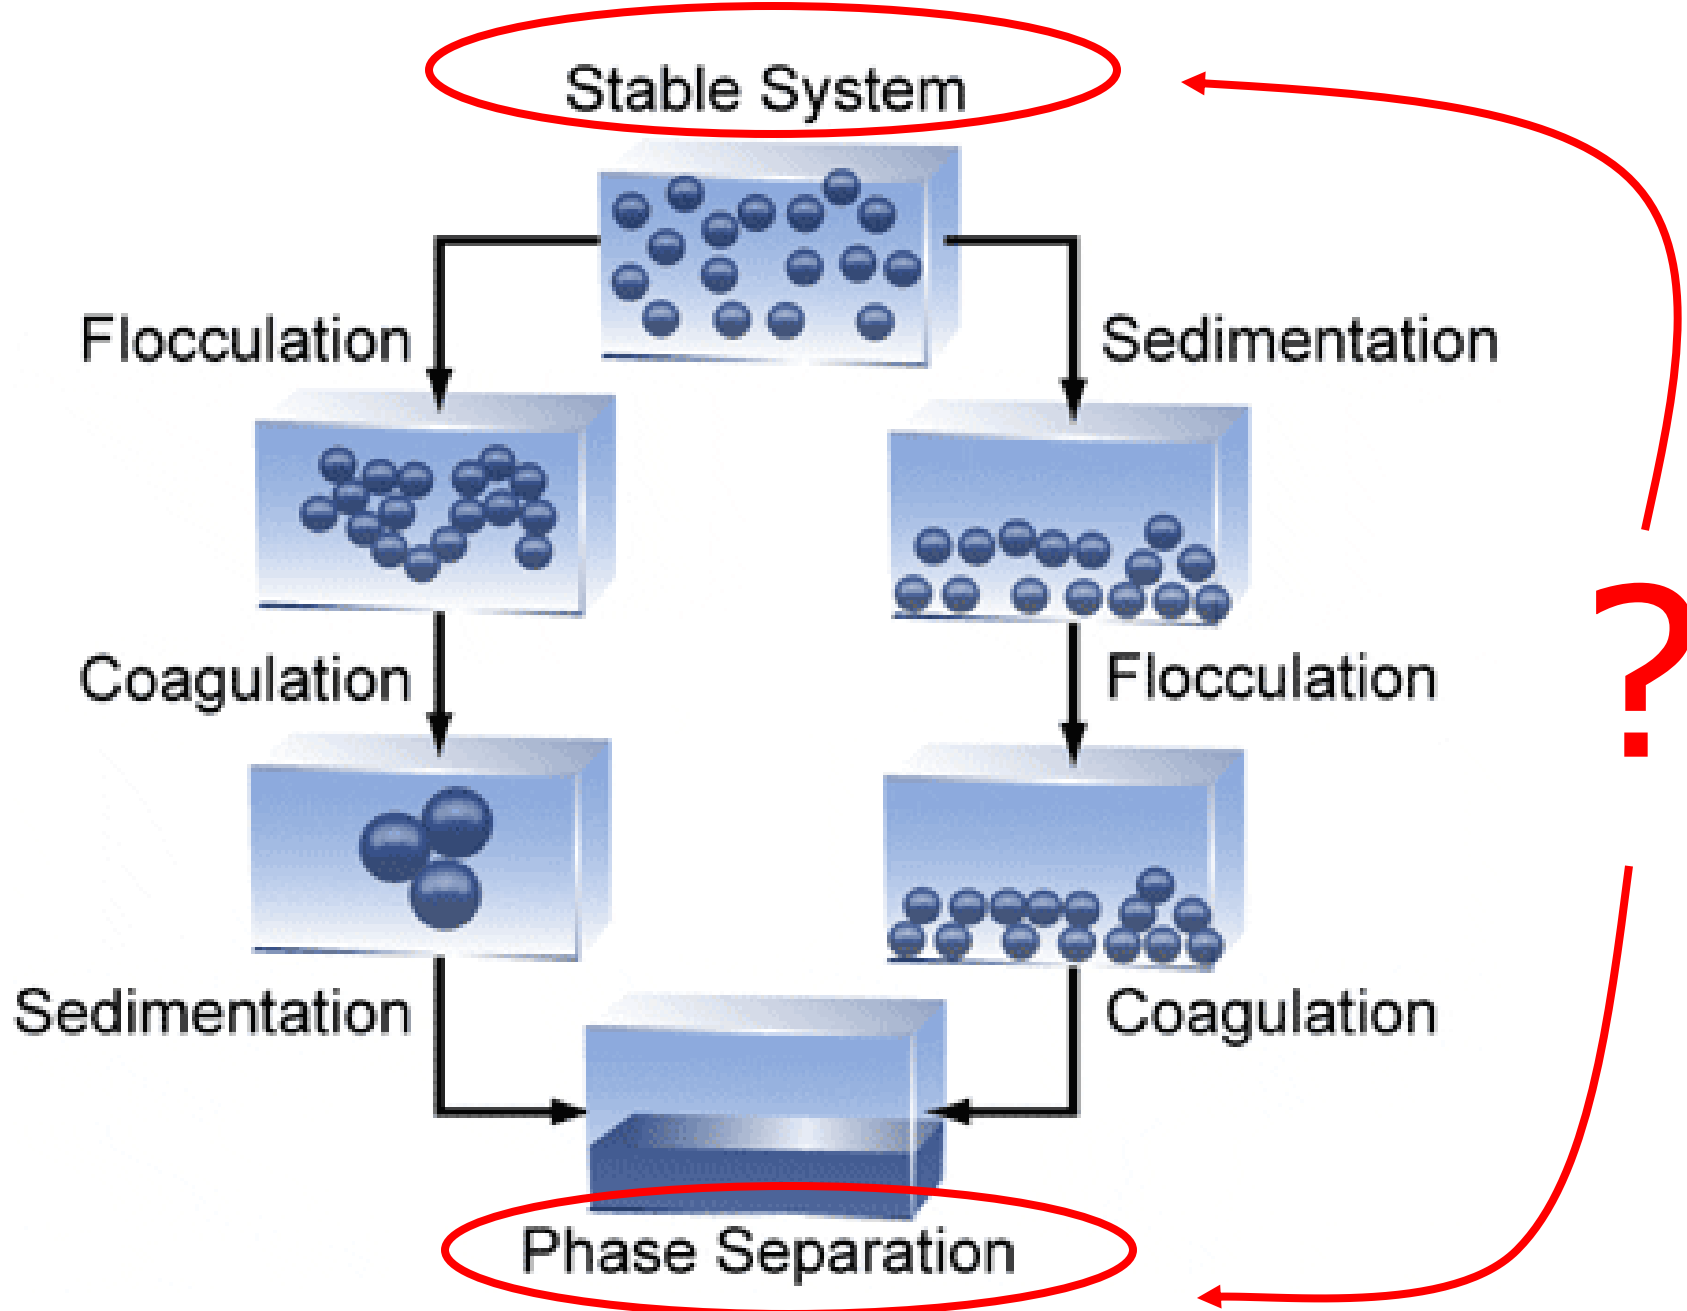 Stable System
Flocculation
Sedimentation
Coagulation
Flocculation
?
Sedimentation
Coagulation
Phase Separation